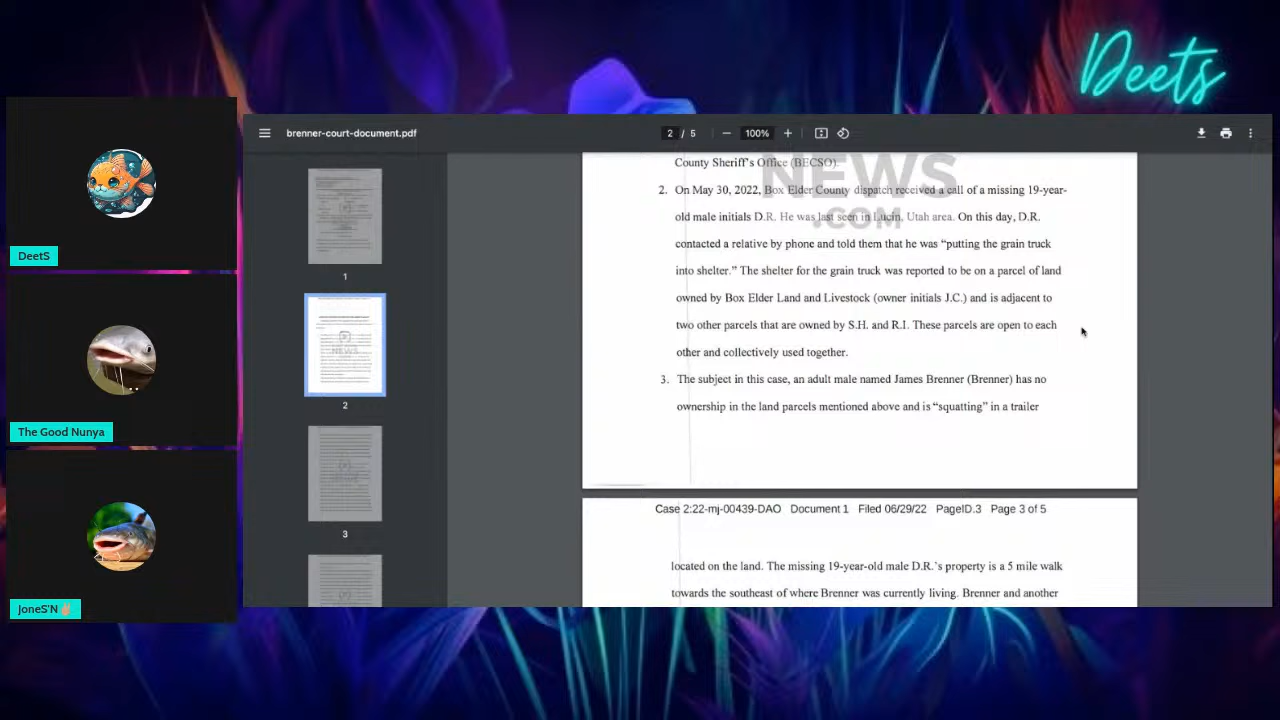 Deets
brenner-court-document.pdf
2 / 5
100%
DeetS
The Good Nunya
JoneS'N✌🏼
1
2
3
NEWS
.COM
County Sheriff's Office (BECSO).
2. On May 30, 2022, Box Elder County dispatch received a call of a missing 19-year-
old male initials D.R. He was last seen in Lucin, Utah area. On this day, D.R.
contacted a relative by phone and told them that he was “putting the grain truck
into shelter.” The shelter for the grain truck was reported to be on a parcel of land
owned by Box Elder Land and Livestock (owner initials J.C.) and is adjacent to
two other parcels that are owned by S.H. and R.I. These parcels are open to each
other and collectively used together.
3. The subject in this case, an adult male named James Brenner (Brenner) has no
ownership in the land parcels mentioned above and is “squatting” in a trailer
Case 2:22-mj-00439-DAO Document 1 Filed 06/29/22 PageID.3 Page 3 of 5
located on the land. The missing 19-year-old male D.R.'s property is a 5 mile walk
towards the southeast of where Brenner was currently living. Brenner and another